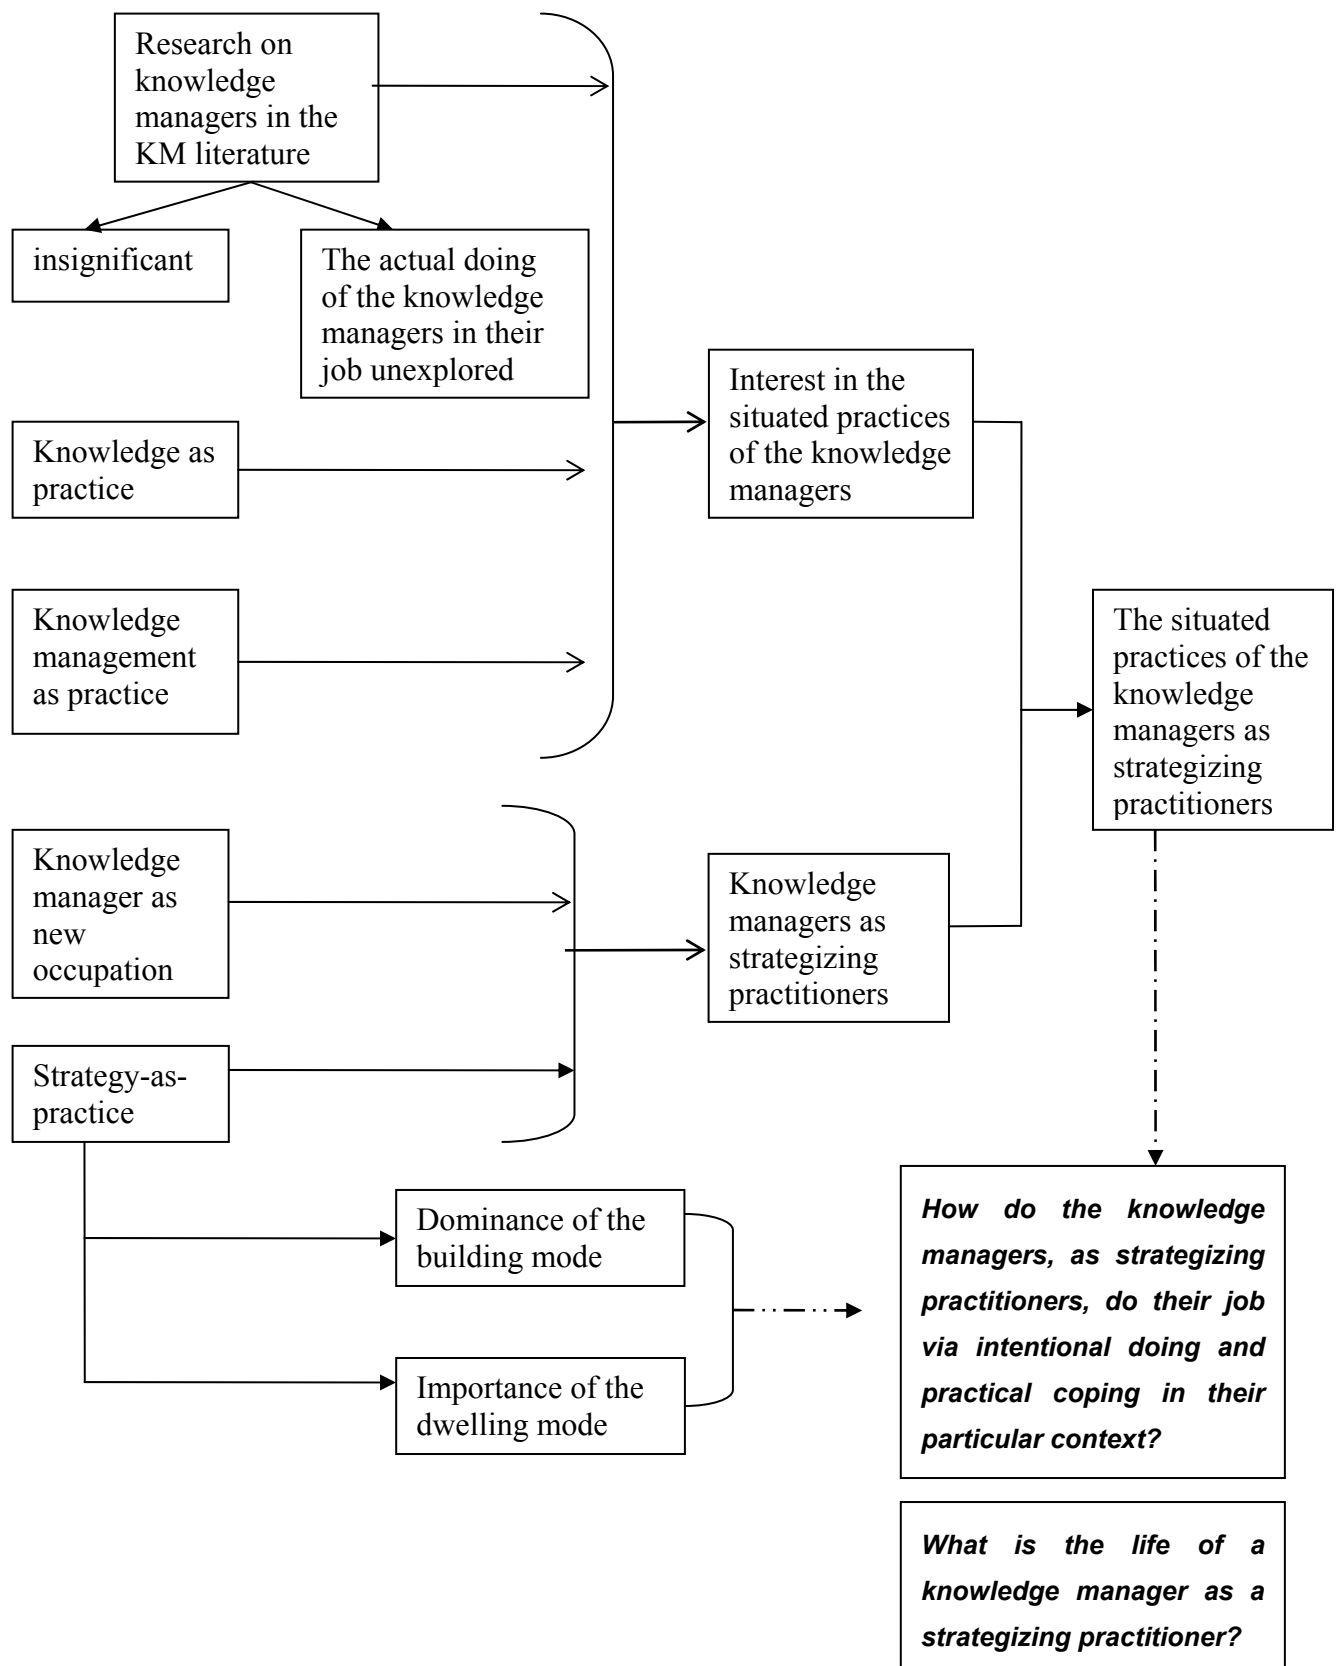 Research on
knowledge
managers in the
KM literature
insignificant
The actual doing
of the knowledge
managers in their
job unexplored
Interest in the
situated practices
of the knowledge
managers
Knowledge as
practice
Knowledge
management
as practice
The situated
practices of the
knowledge
managers as
strategizing
practitioners
Knowledge
manager as
new
occupation
Knowledge
managers as
strategizing
practitioners
Strategy-as-
practice
Dominance of the
building mode
Importance of the
dwelling mode
How do the knowledge
managers, as strategizing
practitioners, do their job
via intentional doing and
practical coping in their
particular context?
What is the life of a
knowledge manager as a
strategizing practitioner?